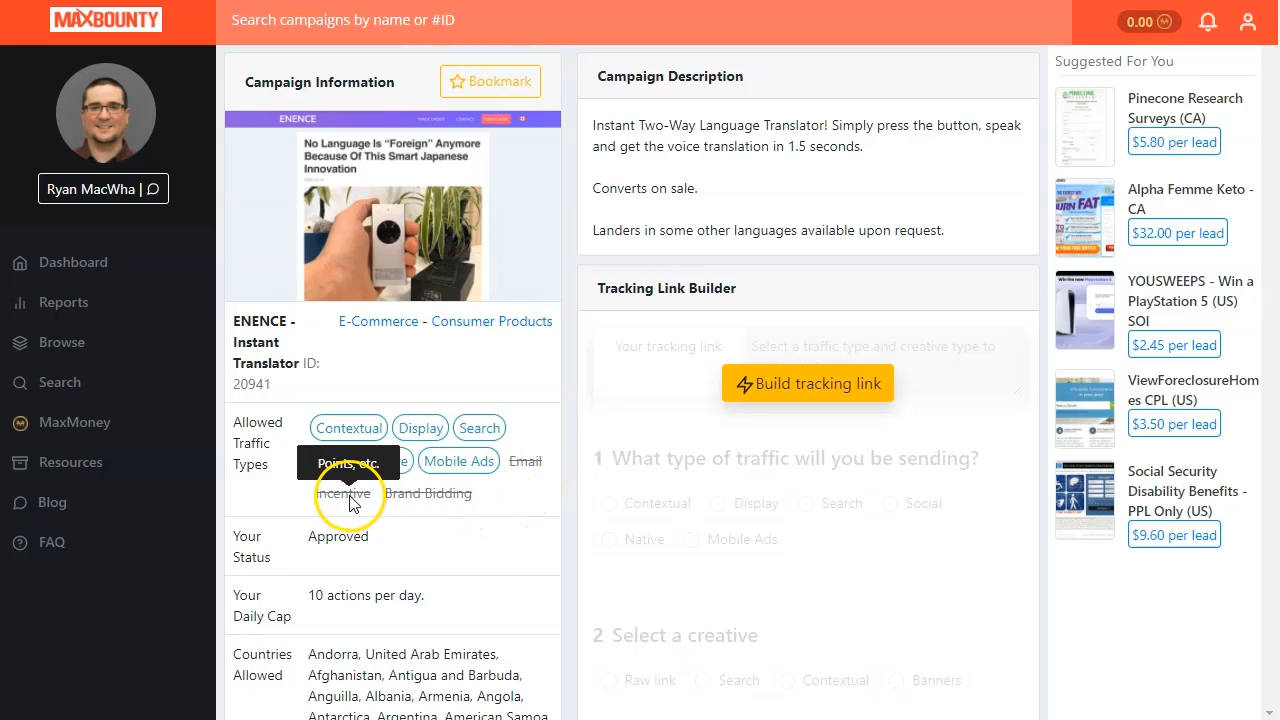 MAXBOUNTY
Search campaigns by name or #ID
0.00
Ryan MacWha |
Dashboard
Reports
Browse
Search
MaxMoney
Resources
Blog
FAQ
Campaign Information
Bookmark
ENENCE
No Language Is “Foreign” Anymore
Because Of This Smart Japanese
Innovation
ENENCE -
Instant
Translator ID:
20941
E-Commerce - Consumer Products
Allowed
Traffic
Types
Contextual
Display
Search
Points, etc.
Mobile Ads
Email
Incentive
Brand Bidding
Your
Status
Approved
Your
Daily Cap
10 actions per day.
Countries
Allowed
Andorra, United Arab Emirates,
Afghanistan, Antigua and Barbuda,
Anguilla, Albania, Armenia, Angola,
Antarctica, Argentina, American Samoa
Campaign Description
Instant Two-Way Language Translator! Simply press the button, speak
and get a voice translation in 1.5 seconds.
Converts on sale.
Landers in some other languages available upon request.
Tracking Link Builder
Your tracking link
Select a traffic type and creative type to
Build tracking link
1 What type of traffic will you be sending?
Contextual
Display
Search
Social
Native
Mobile Ads
2 Select a creative
Raw link
Search
Contextual
Banners
Suggested For You
Pinecone Research
Surveys (CA)
$5.00 per lead
Alpha Femme Keto -
CA
$32.00 per lead
YOUSWEEPS - Win a
PlayStation 5 (US)
SOI
$2.45 per lead
ViewForeclosureHom
es CPL (US)
$3.50 per lead
Social Security
Disability Benefits -
PPL Only (US)
$9.60 per lead